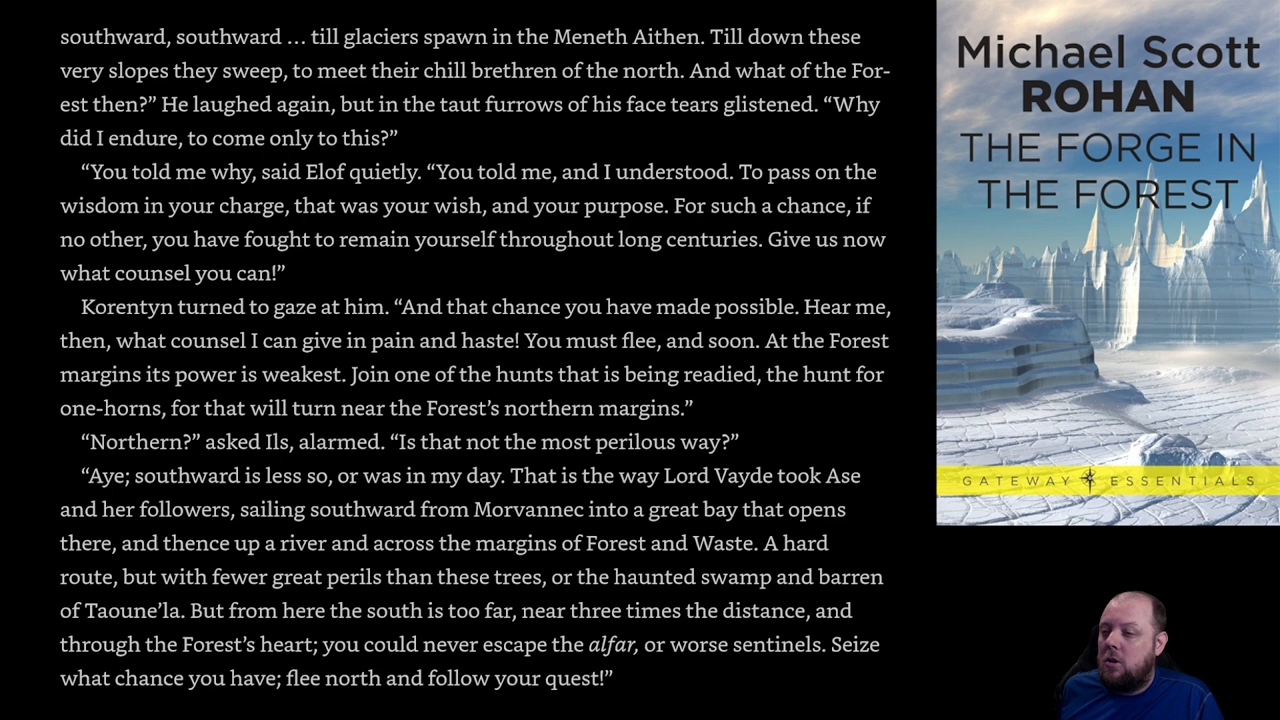 southward, southward … till glaciers spawn in the Meneth Aithen. Till down these
very slopes they sweep, to meet their chill brethren of the north. And what of the For-
est then?” He laughed again, but in the taut furrows of his face tears glistened. “Why
did I endure, to come only to this?”
“You told me why, said Elof quietly. “You told me, and I understood. To pass on the
wisdom in your charge, that was your wish, and your purpose. For such a chance, if
no other, you have fought to remain yourself throughout long centuries. Give us now
what counsel you can!”
Korentyn turned to gaze at him. “And that chance you have made possible. Hear me,
then, what counsel I can give in pain and haste! You must flee, and soon. At the Forest
margins its power is weakest. Join one of the hunts that is being readied, the hunt for
one-horns, for that will turn near the Forest’s northern margins.”
“Northern?” asked Ils, alarmed. “Is that not the most perilous way?”
“Aye; southward is less so, or was in my day. That is the way Lord Vayde took Ase
and her followers, sailing southward from Morvannec into a great bay that opens
there, and thence up a river and across the margins of Forest and Waste. A hard
route, but with fewer great perils than these trees, or the haunted swamp and barren
of Taoune’la. But from here the south is too far, near three times the distance, and
through the Forest’s heart; you could never escape the alfar, or worse sentinels. Seize
what chance you have; flee north and follow your quest!”
Michael Scott
ROHAN
THE FORGE IN
THE FOREST
GATEWAY ESSENTIALS